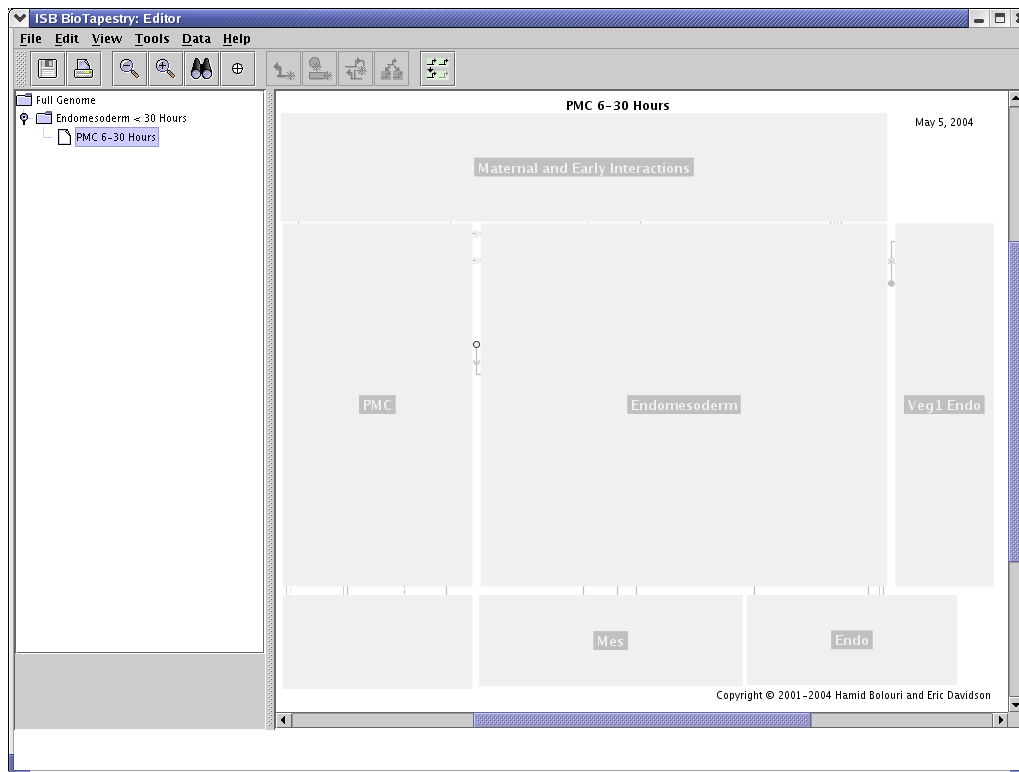 ISB BioTapestry: Editor
File Edit View Tools Data Help
Full Genome
Endomesoderm < 30 Hours
PMC 6-30 Hours
PMC 6-30 Hours
May 5, 2004
Maternal and Early Interactions
PMC
Endomesoderm
Veg1 Endo
Mes
Endo
Copyright © 2001-2004 Hamid Bolouri and Eric Davidson